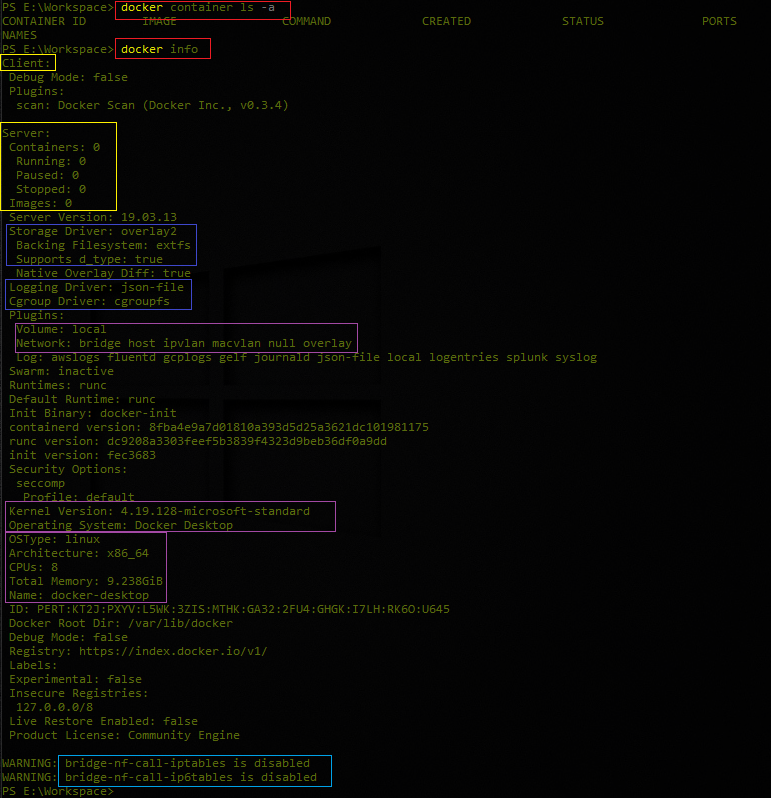 PS E:\Workspace> docker container ls -a
CONTAINER ID        IMAGE               COMMAND             CREATED             STATUS              PORTS
NAMES
PS E:\Workspace> docker info
Client:
 Debug Mode: false
 Plugins:
  scan: Docker Scan (Docker Inc., v0.3.4)

Server:
 Containers: 0
  Running: 0
  Paused: 0
  Stopped: 0
 Images: 0
 Server Version: 19.03.13
 Storage Driver: overlay2
  Backing Filesystem: extfs
  Supports d_type: true
  Native Overlay Diff: true
 Logging Driver: json-file
 Cgroup Driver: cgroupfs
 Plugins:
  Volume: local
  Network: bridge host ipvlan macvlan null overlay
  Log: awslogs fluentd gcplogs gelf journald json-file local logentries splunk syslog
 Swarm: inactive
 Runtimes: runc
 Default Runtime: runc
 Init Binary: docker-init
 containerd version: 8fba4e9a7d01810a393d5d25a3621dc101981175
 runc version: dc9208a3303feef5b3839f4323d9beb36df0a9dd
 init version: fec3683
 Security Options:
  seccomp
   Profile: default
 Kernel Version: 4.19.128-microsoft-standard
 Operating System: Docker Desktop
 OSType: linux
 Architecture: x86_64
 CPUs: 8
 Total Memory: 9.238GiB
 Name: docker-desktop
 ID: PERT:KT2J:PXYV:L5WK:3ZIS:MTHK:GA32:2FU4:GHGK:I7LH:RK6O:U645
 Docker Root Dir: /var/lib/docker
 Debug Mode: false
 Registry: https://index.docker.io/v1/
 Labels:
 Experimental: false
 Insecure Registries:
  127.0.0.0/8
 Live Restore Enabled: false
 Product License: Community Engine

WARNING: bridge-nf-call-iptables is disabled
WARNING: bridge-nf-call-ip6tables is disabled
PS E:\Workspace>